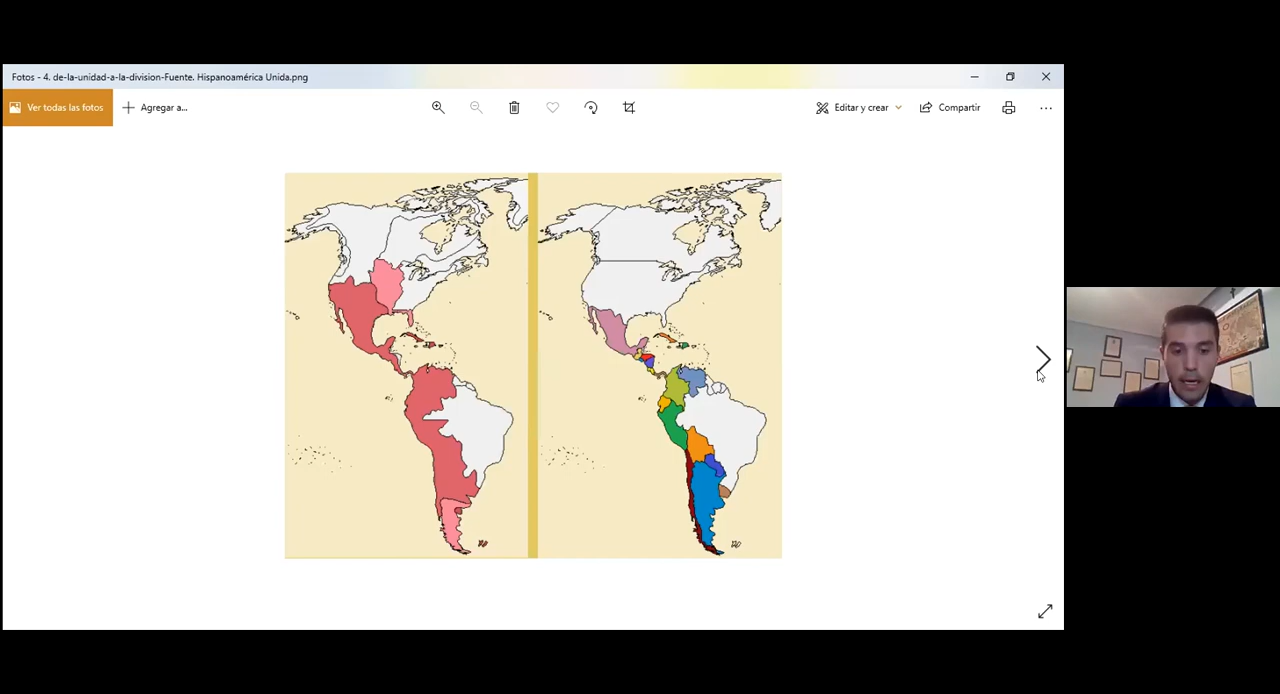 Fotos - 4. de-la-unidad-a-la-division-Fuente. Hispanoamérica Unida.png
Ver todas las fotos
Agregar a...
Editar y crear
Compartir